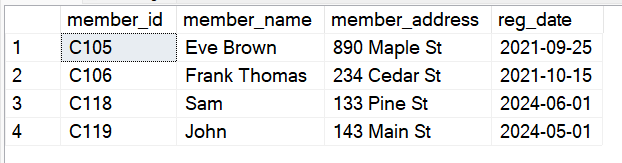 member_id member_name member_address reg_date
1 C105 Eve Brown 890 Maple St 2021-09-25
2 C106 Frank Thomas 234 Cedar St 2021-10-15
3 C118 Sam 133 Pine St 2024-06-01
4 C119 John 143 Main St 2024-05-01